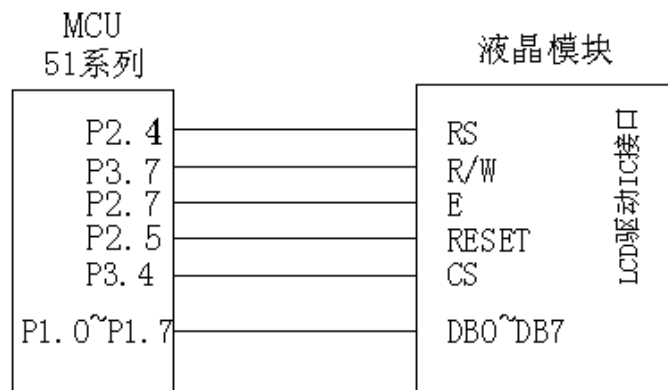 MCU
51系列
液晶模块
P2.4
RS
P3.7
R/W
P2.7
E
P2.5
RESET
P3.4
CS
P1.0~P1.7
DB0~DB7
LCD驱动IC接口